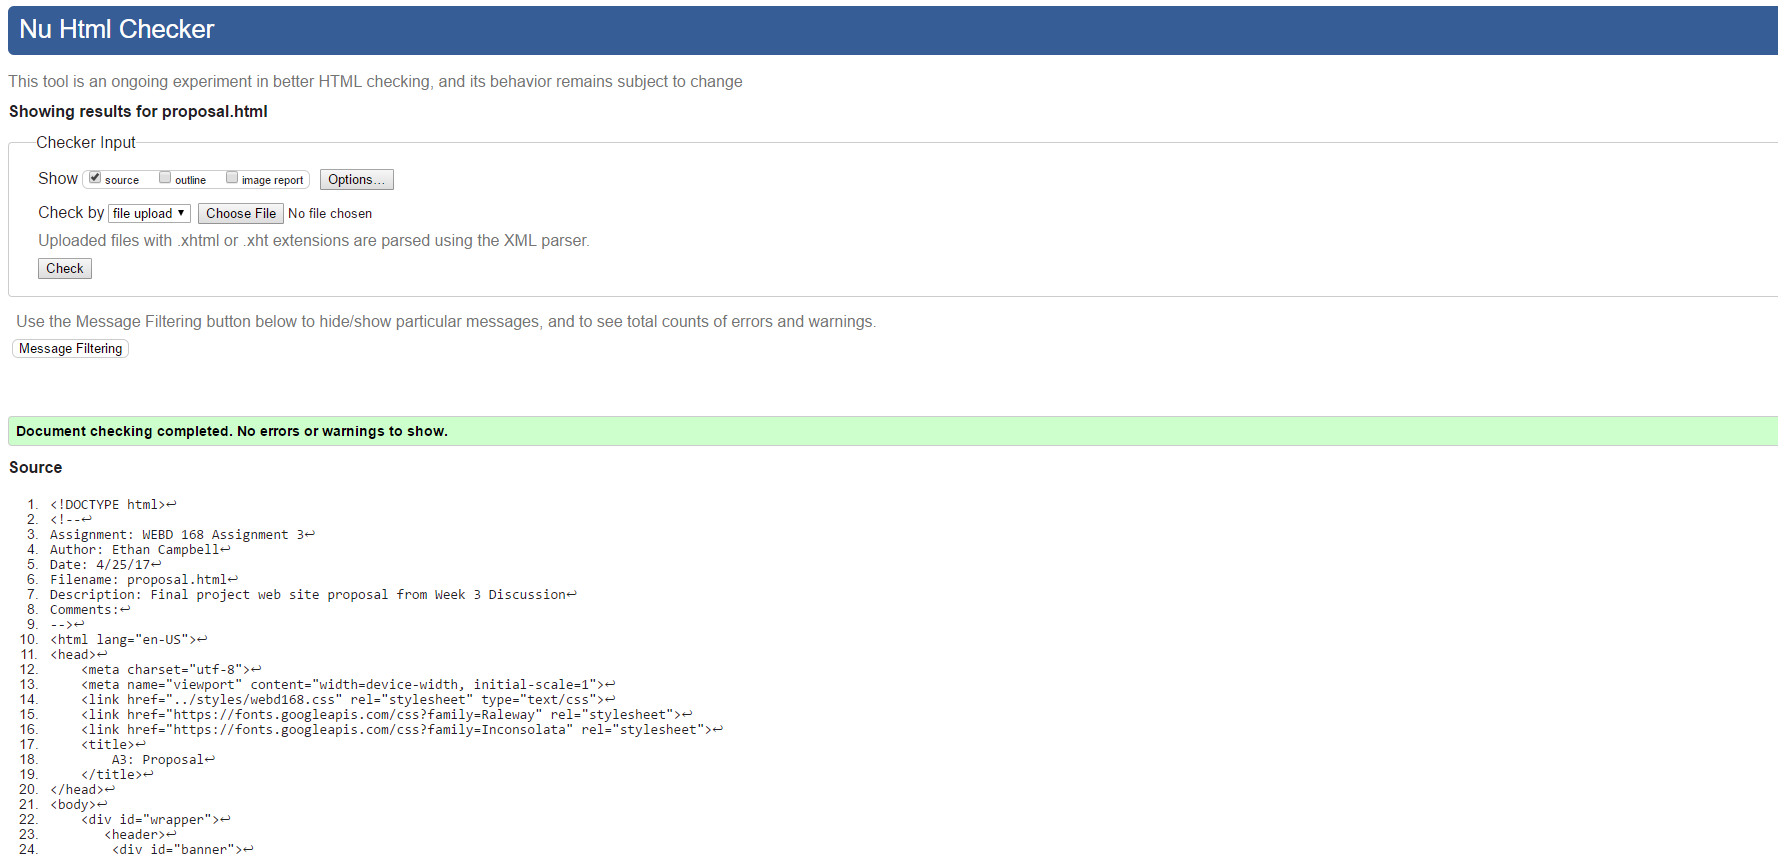 Nu Html Checker
This tool is an ongoing experiment in better HTML checking, and its behavior remains subject to change
Showing results for proposal.html
Checker Input
Show source outline image report Options...
Check by file upload ▼ Choose File No file chosen
Uploaded files with .xhtml or .xht extensions are parsed using the XML parser.
Check
Use the Message Filtering button below to hide/show particular messages, and to see total counts of errors and warnings.
Message Filtering
Document checking completed. No errors or warnings to show.
Source
1. <!DOCTYPE html>↩
2. <!--↩
3. Assignment: WEBD 168 Assignment 3↩
4. Author: Ethan Campbell↩
5. Date: 4/25/17↩
6. Filename: proposal.html↩
7. Description: Final project web site proposal from Week 3 Discussion↩
8. Comments:↩
9. -->↩
10. <html lang="en-US">↩
11. <head>↩
12.     <meta charset="utf-8">↩
13.     <meta name="viewport" content="width=device-width, initial-scale=1">↩
14.     <link href="../styles/webd168.css" rel="stylesheet" type="text/css">↩
15.     <link href="https://fonts.googleapis.com/css?family=Raleway" rel="stylesheet">↩
16.     <link href="https://fonts.googleapis.com/css?family=Inconsolata" rel="stylesheet">↩
17.     <title>↩
18.         A3: Proposal↩
19.     </title>↩
20. </head>↩
21. <body>↩
22.     <div id="wrapper">↩
23.        <header>↩
24.         <div id="banner">↩